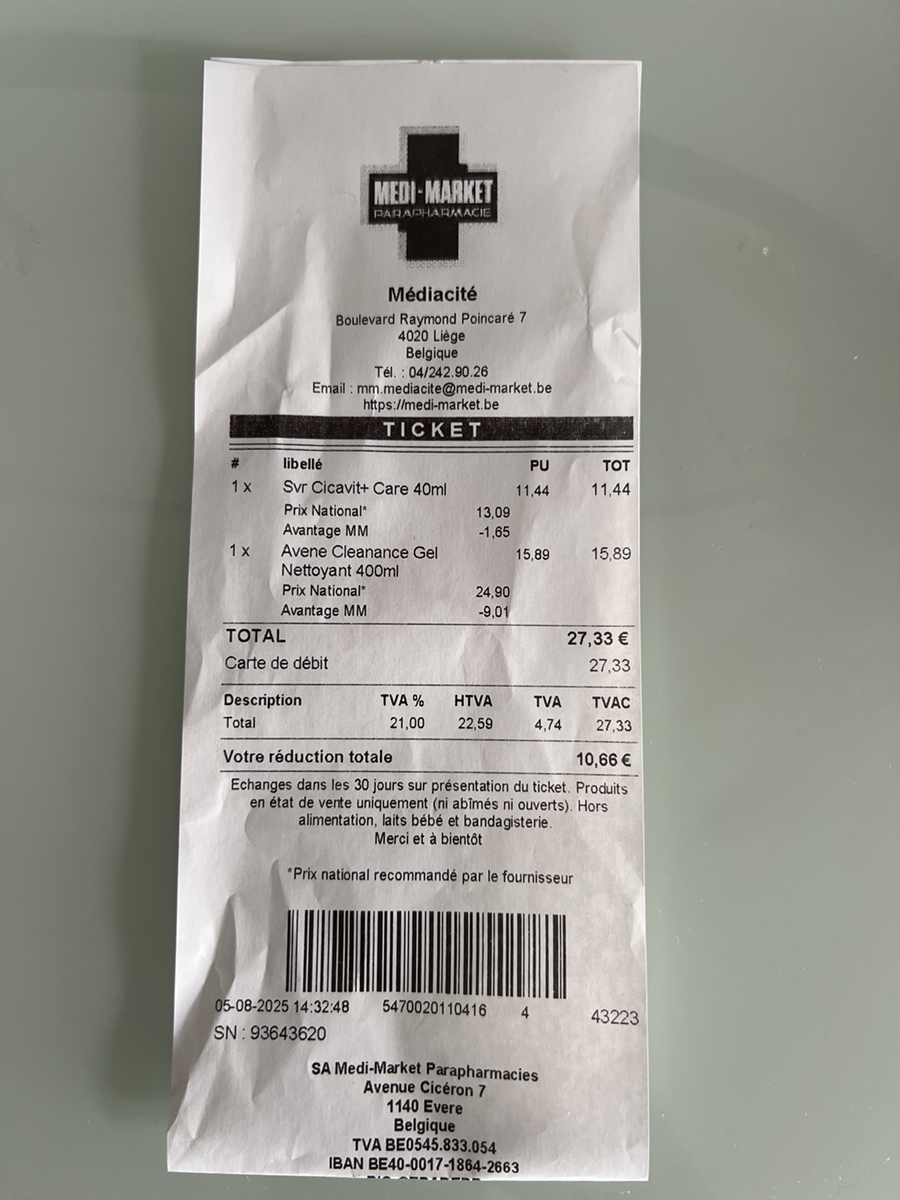 MEDI-MARKET
PARAPHARMACIE
Médiacité
Boulevard Raymond Poincaré 7
4020 Liège
Belgique
Tél. : 04/242.90.26
Email : mm.mediacite@medi-market.be
https://medi-market.be
TICKET
# libellé PU TOT
1 x Svr Cicavit+ Care 40ml 11,44 11,44
Prix National* 13,09
Avantage MM -1,65
1 x Avene Cleanance Gel 15,89 15,89
Nettoyant 400ml
Prix National* 24,90
Avantage MM -9,01
TOTAL 27,33 €
Carte de débit 27,33
Description TVA % HTVA TVA TVAC
Total 21,00 22,59 4,74 27,33
Votre réduction totale 10,66 €
Echanges dans les 30 jours sur présentation du ticket. Produits
en état de vente uniquement (ni abîmés ni ouverts). Hors
alimentation, laits bébé et bandagisterie.
Merci et à bientôt
*Prix national recommandé par le fournisseur
05-08-2025 14:32:48 5470020110416 4 43223
SN : 93643620
SA Medi-Market Parapharmacies
Avenue Cicéron 7
1140 Evere
Belgique
TVA BE0545.833.054
IBAN BE40-0017-1864-2663